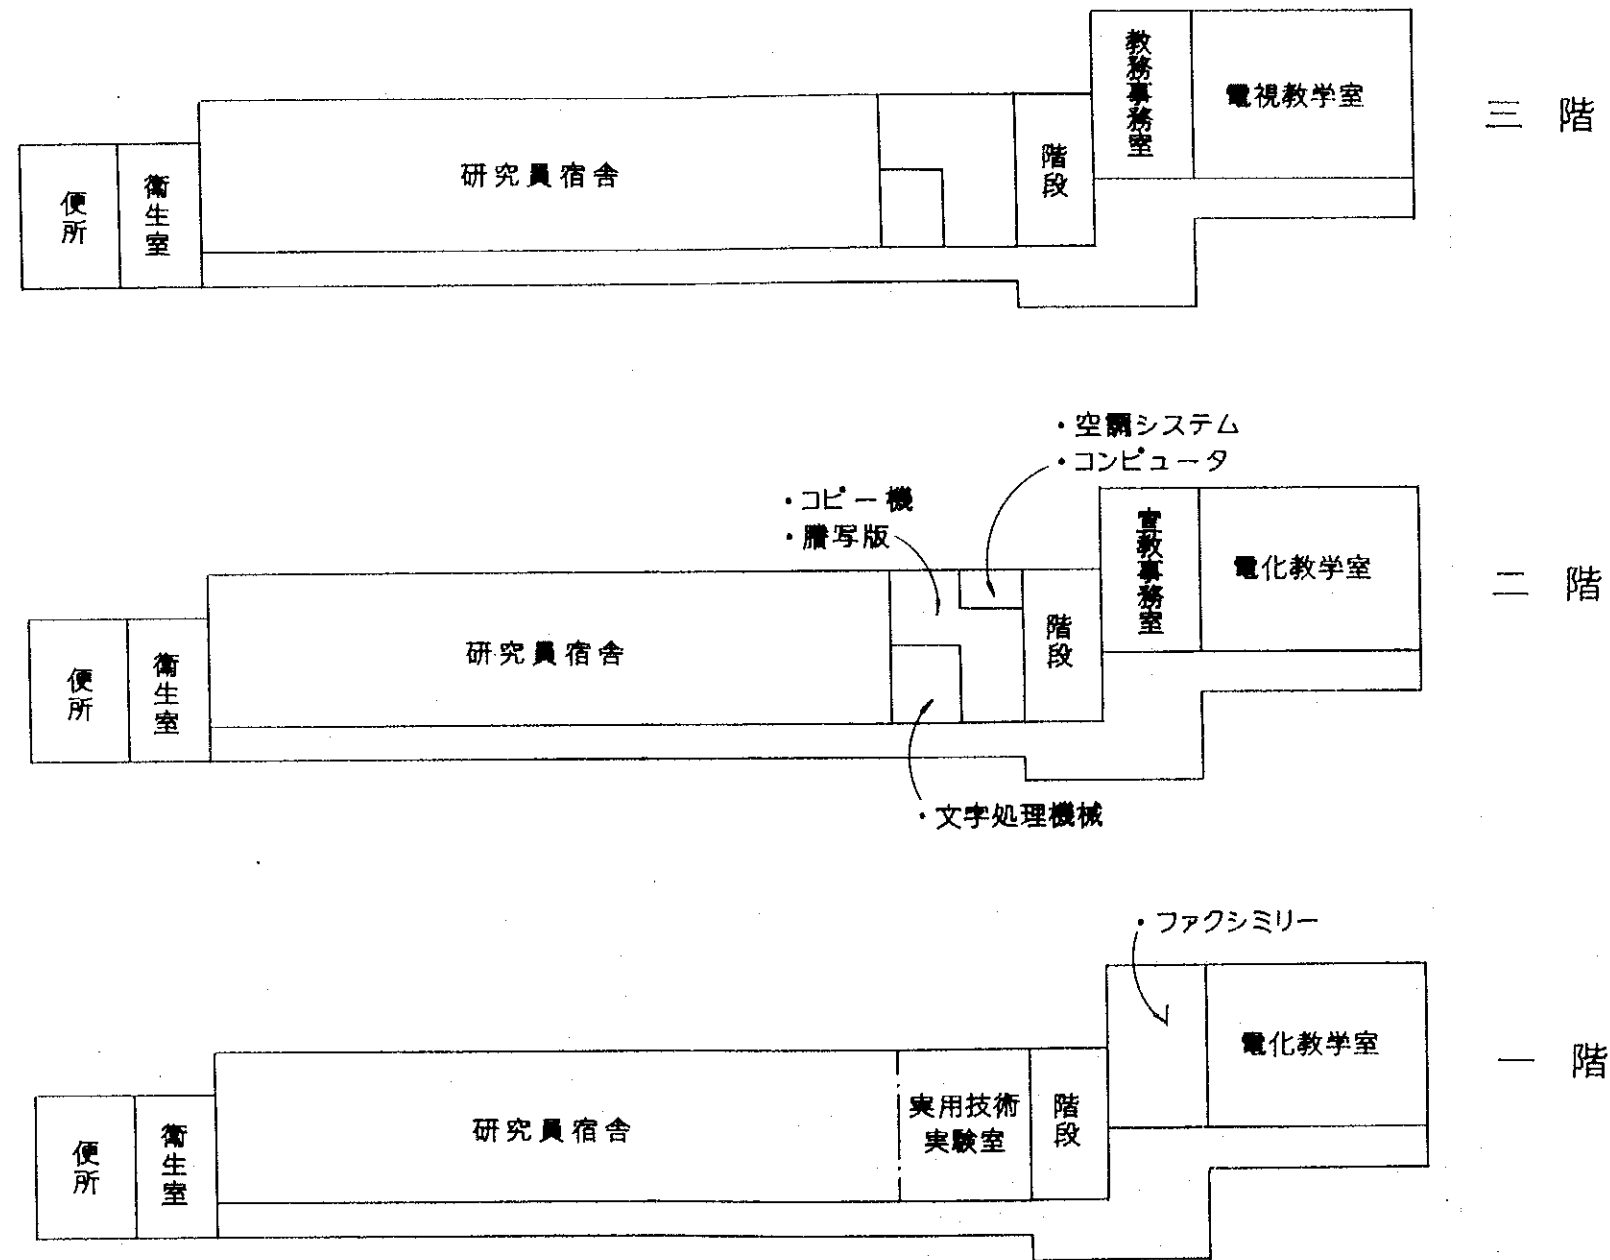 三階
便所
衛生室
研究員宿舎
階段
教務事務室
電視教学室
二階
・空調システム
・コンピュータ
・コピー機
・謄写版
便所
衛生室
研究員宿舎
階段
宣教事務室
電化教学室
・文字処理機械
一階
・ファクシミリー
便所
衛生室
研究員宿舎
実用技術
実験室
階段
電化教学室